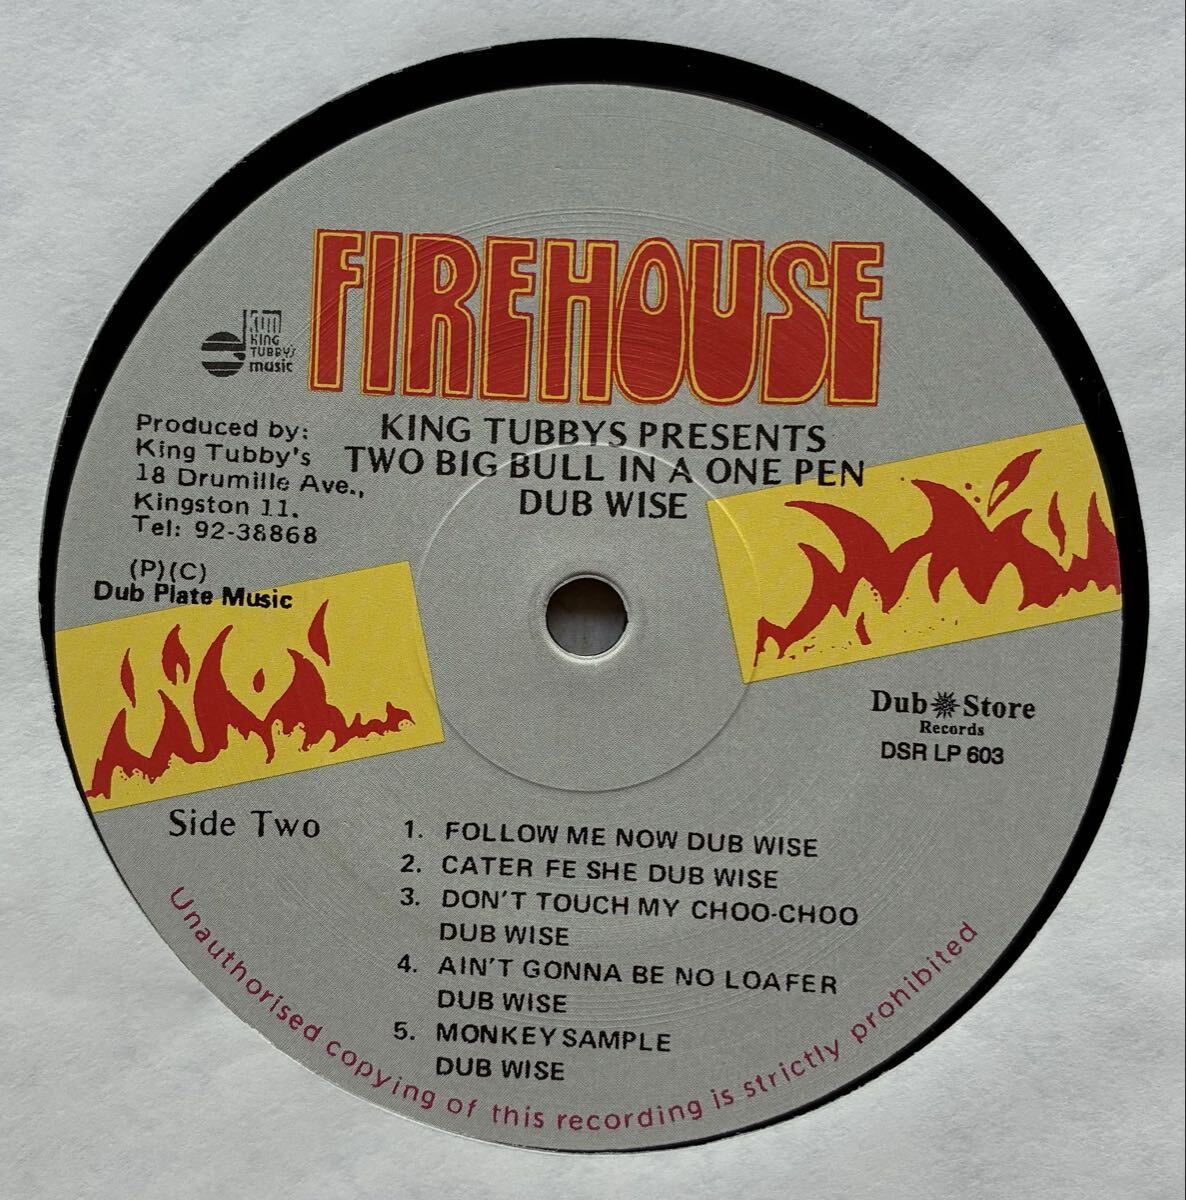 FIREHOUSE
KING
TUBBY'S
music
KING TUBBYS PRESENTS
TWO BIG BULL IN A ONE PEN
DUB WISE
Produced by:
King Tubby's
18 Drumille Ave.,
Kingston 11.
Tel: 92-38868
(P)(C)
Dub Plate Music
Dub Store
Records
DSR LP 603
Side Two
1. FOLLOW ME NOW DUB WISE
2. CATER FE SHE DUB WISE
3. DON'T TOUCH MY CHOO-CHOO
DUB WISE
4. AIN'T GONNA BE NO LOAFER
DUB WISE
5. MONKEY SAMPLE
DUB WISE
Unauthorised copying of this recording is strictly prohibited